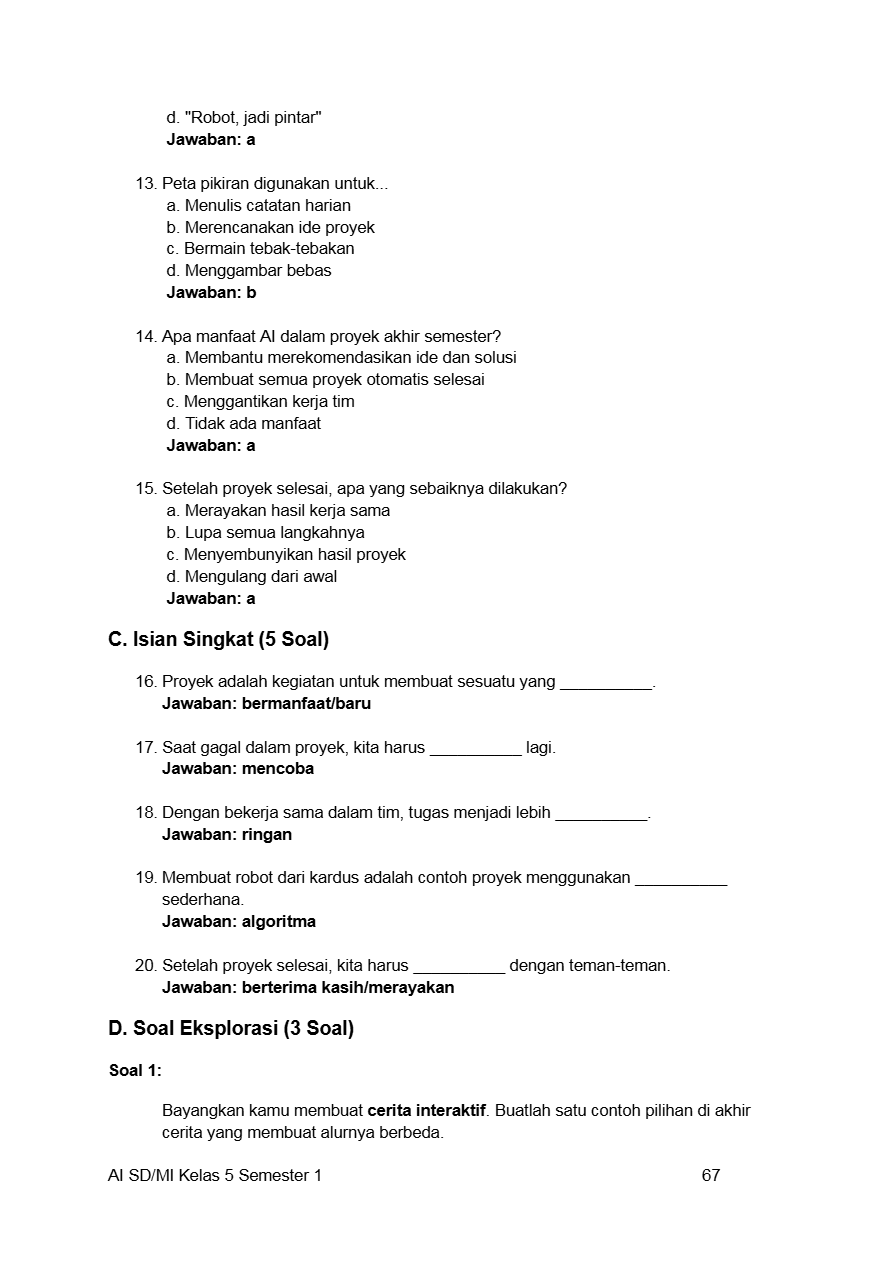 d. "Robot, jadi pintar"
Jawaban: a
13. Peta pikiran digunakan untuk...
a. Menulis catatan harian
b. Merencanakan ide proyek
c. Bermain tebak-tebakan
d. Menggambar bebas
Jawaban: b
14. Apa manfaat AI dalam proyek akhir semester?
a. Membantu merekomendasikan ide dan solusi
b. Membuat semua proyek otomatis selesai
c. Menggantikan kerja tim
d. Tidak ada manfaat
Jawaban: a
15. Setelah proyek selesai, apa yang sebaiknya dilakukan?
a. Merayakan hasil kerja sama
b. Lupa semua langkahnya
c. Menyembunyikan hasil proyek
d. Mengulang dari awal
Jawaban: a
C. Isian Singkat (5 Soal)
16. Proyek adalah kegiatan untuk membuat sesuatu yang __________.
Jawaban: bermanfaat/baru
17. Saat gagal dalam proyek, kita harus __________ lagi.
Jawaban: mencoba
18. Dengan bekerja sama dalam tim, tugas menjadi lebih __________.
Jawaban: ringan
19. Membuat robot dari kardus adalah contoh proyek menggunakan __________
sederhana.
Jawaban: algoritma
20. Setelah proyek selesai, kita harus __________ dengan teman-teman.
Jawaban: berterima kasih/merayakan
D. Soal Eksplorasi (3 Soal)
Soal 1:
Bayangkan kamu membuat cerita interaktif. Buatlah satu contoh pilihan di akhir
cerita yang membuat alurnya berbeda.
AI SD/MI Kelas 5 Semester 1 67